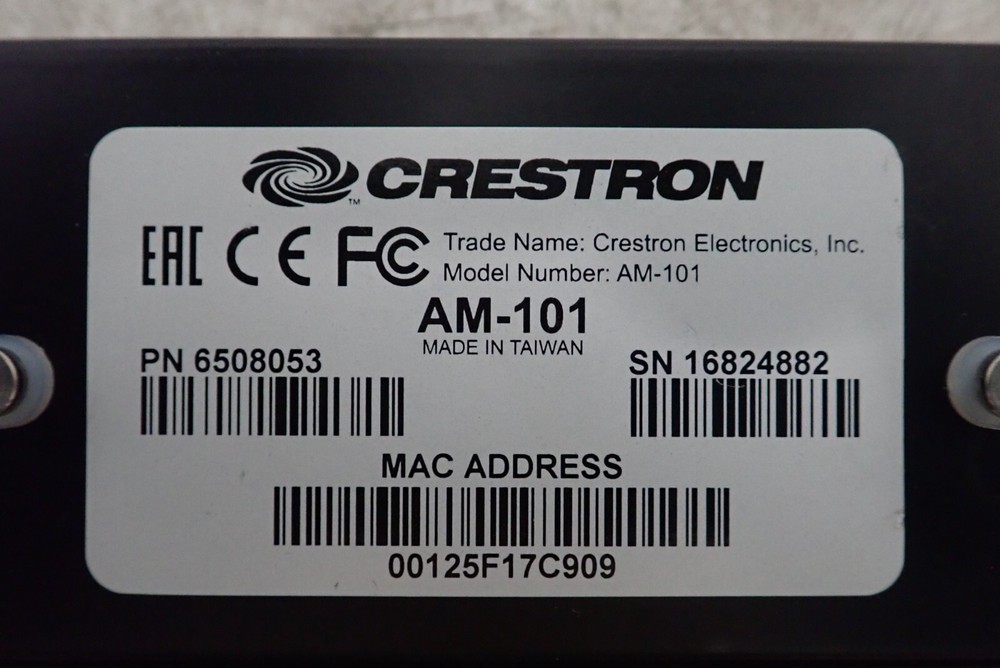 CRESTRON
™
EAC CE FC Trade Name: Crestron Electronics, Inc.
Model Number: AM-101
AM-101
MADE IN TAIWAN
PN 6508053
SN 16824882
MAC ADDRESS
00125F17C909